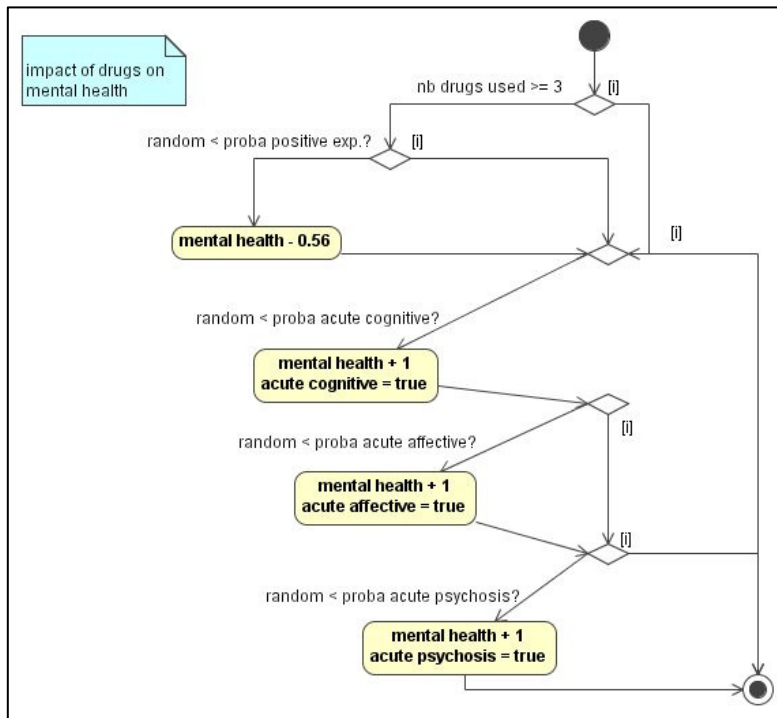 impact of drugs on
mental health
nb drugs used >= 3
[i]
random < proba positive exp.?
[i]
mental health - 0.56
[i]
random < proba acute cognitive?
mental health + 1
acute cognitive = true
[i]
random < proba acute affective?
mental health + 1
acute affective = true
[i]
random < proba acute psychosis?
mental health + 1
acute psychosis = true